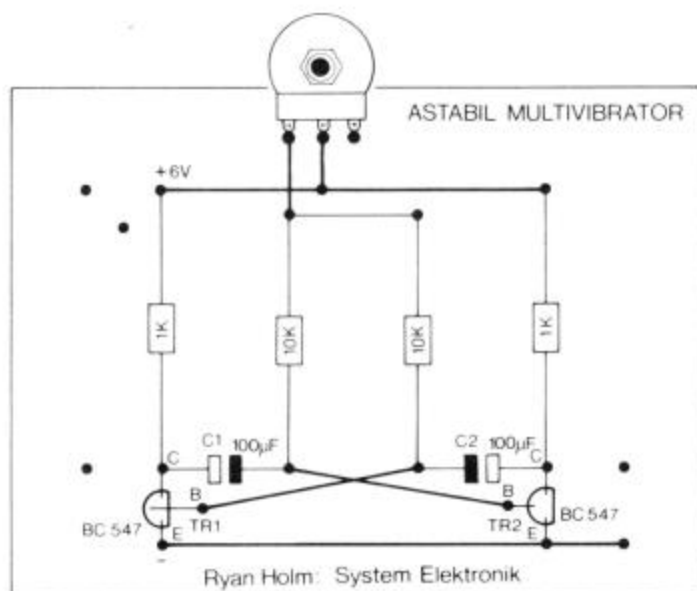 ASTABIL MULTIVIBRATOR
+6V
1K
10K
10K
1K
C
C1
100µF
C2
100µF
C
B
B
BC 547
E
TR1
TR2
E
BC 547
-
Ryan Holm: System Elektronik